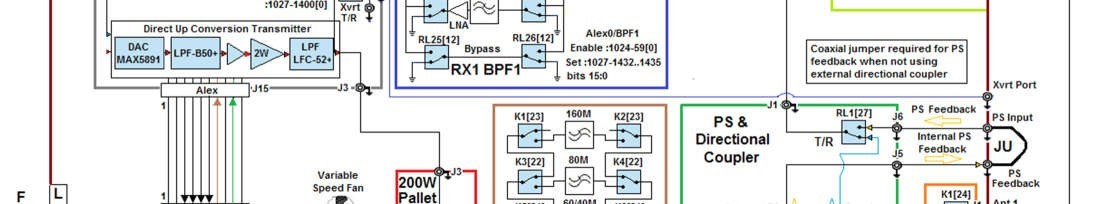 :1027-1400[0]
Xvrt
T/R
Direct Up Conversion Transmitter
DAC
MAX5891
LPF-B50+
2W
LPF
LFC-52+
Alex
J15
J3
1
1
LNA
RL25[12]
RL26[12]
Bypass
RX1 BPF1
Alex0/BPF1
Enable :1024-59[0]
Set :1027-1432..1435
bits 15:0
Coaxial jumper required for PS
feedback when not using
external directional coupler
Xvrt Port
J1
PS &
Directional
Coupler
RL1[27]
T/R
J6
PS Feedback
PS Input
Internal PS
Feedback
JU
J5
PS
Feedback
K1[23]
160M
K2[23]
K3[22]
80M
K4[22]
60/40M
Variable
Speed Fan
200W
Pallet
J3
F
L
K1[24]
Ant 1